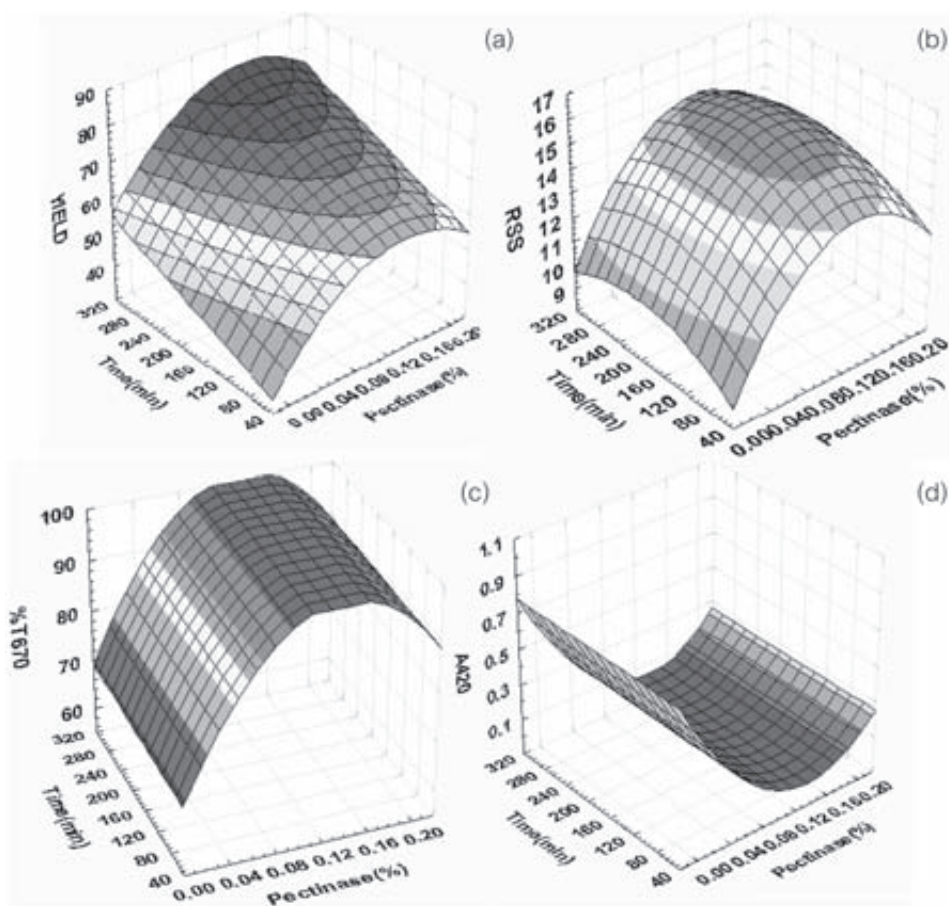 (a)
90
80
70
60
50
40
YIELD
320
280
240
200
160
120
80
40
Time(min)
0.00 0.04 0.08 0.12 0.16 0.20
Pectinase(%)
(b)
17
16
15
14
13
12
11
10
9
RSS
320
280
240
200
160
120
80
40
Time(min)
0.00 0.04 0.08 0.12 0.16 0.20
Pectinase(%)
(c)
100
90
80
70
60
%T670
320
280
240
200
160
120
80
40
Time(min)
0.00 0.04 0.08 0.12 0.16 0.20
Pectinase(%)
(d)
1.1
0.9
0.7
0.5
0.3
0.1
A420
320
280
240
200
160
120
80
40
Time(min)
0.00 0.04 0.08 0.12 0.16 0.20
Pectinase(%)